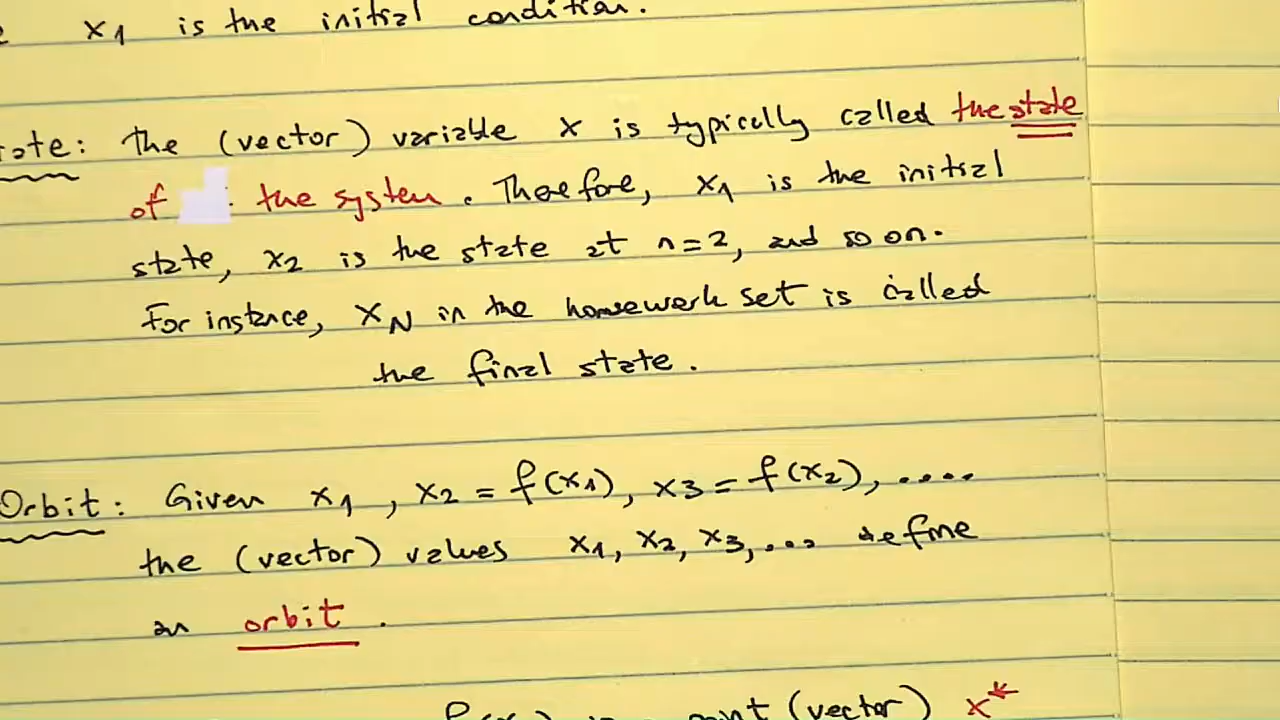 x1 is the initial condition.
tate: The (vector) variable x is typically called the state
of the system. Therefore, x1 is the initial
state, x2 is the state at n=2, and so on.
For instance, xN in the homework set is called
the final state.
Orbit: Given x1, x2 = f(x1), x3 = f(x2), ....
the (vector) values x1, x2, x3, ... define
an orbit.
(vector) x*